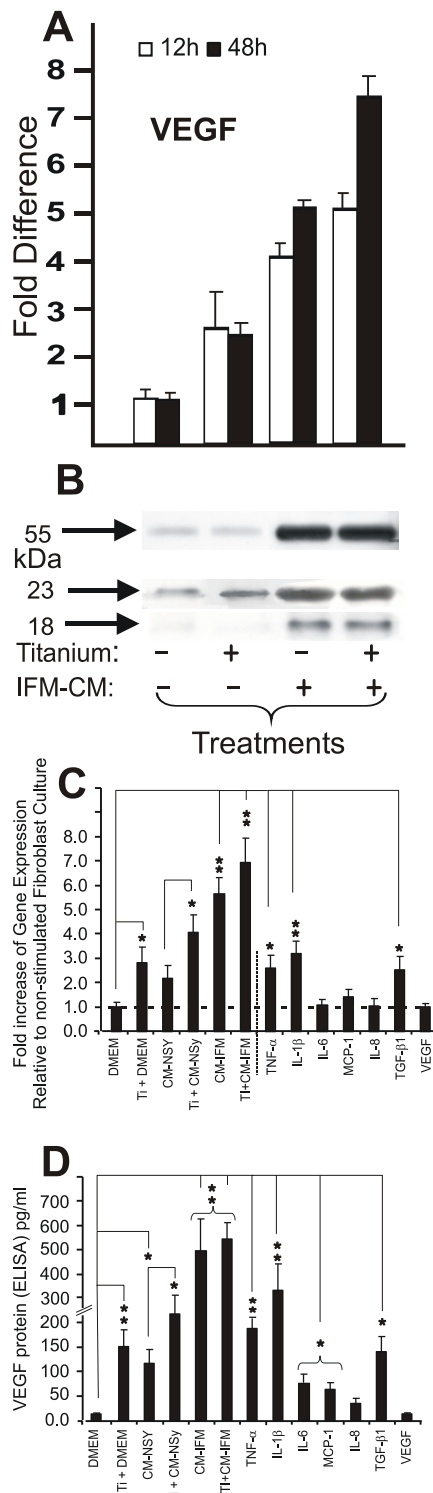 A
12h 48h
VEGF
Fold Difference
8
7
6
5
4
3
2
1
B
55
kDa
23
18
Titanium: – + – +
IFM-CM: – – + +
Treatments
C
Fold increase of Gene Expression
Relative to non-stimulated Fibroblast Culture
8.0
7.0
6.0
5.0
4.0
3.0
2.0
1.0
0.0
* * ** ** * ** *
DMEM
Ti + DMEM
CM-NSY
Ti + CM-NSy
CM-IFM
TI+CM-IFM
TNF-α
IL-1β
IL-6
MCP-1
IL-8
TGF-β1
VEGF
D
VEGF protein (ELISA) pg/ml
700
600
500
400
300
200
150
100
50
0.0
** * * ** ** ** * *
DMEM
Ti + DMEM
CM-NSY
+ CM-NSy
CM-IFM
TI+CM-IFM
TNF-α
IL-1β
IL-6
MCP-1
IL-8
TGF-β1
VEGF